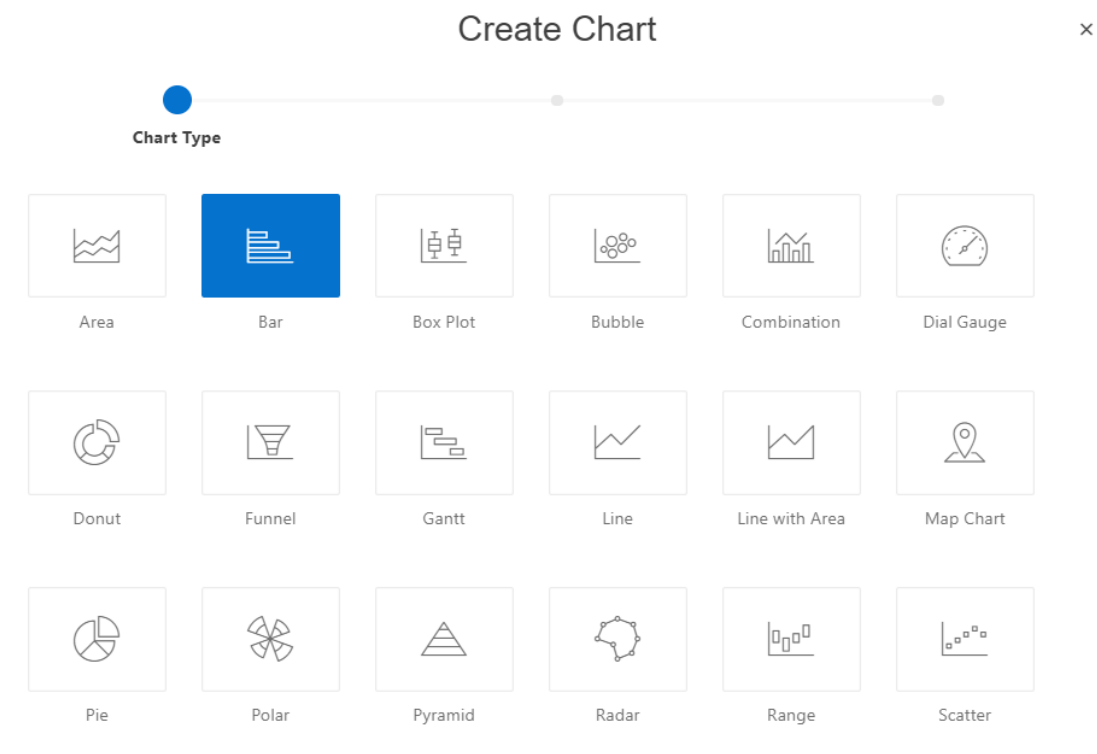 Create Chart
×
Chart Type
Area Bar Box Plot Bubble Combination Dial Gauge
Donut Funnel Gantt Line Line with Area Map Chart
Pie Polar Pyramid Radar Range Scatter